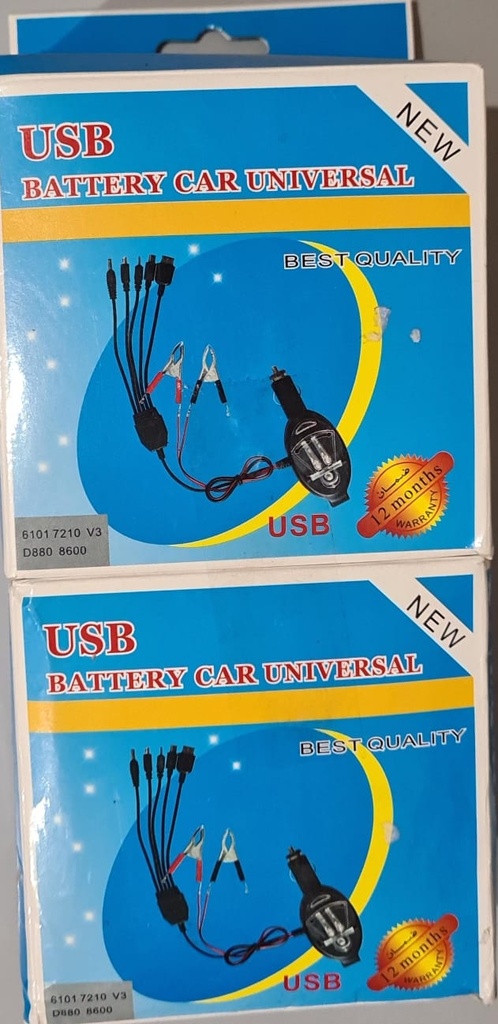 NEW
USB
BATTERY CAR UNIVERSAL
BEST QUALITY
ضمان
12 months
WARRANTY
USB
6101 7210 V3
D880 8600
NEW
USB
BATTERY CAR UNIVERSAL
BEST QUALITY
ضمان
12 months
WARRANTY
USB
6101 7210 V3
D880 8600